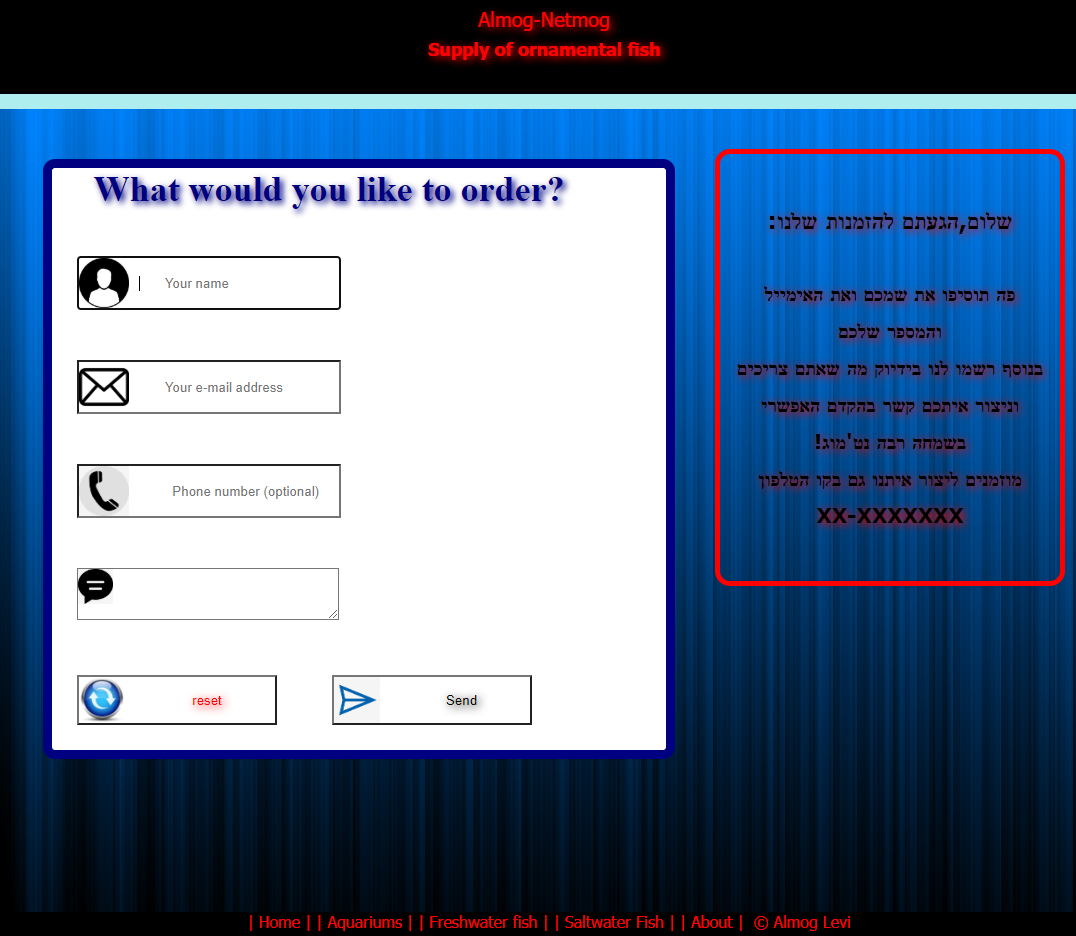 Almog-Netmog
Supply of ornamental fish
What would you like to order?
Your name
Your e-mail address
Phone number (optional)
reset
Send
שלום,הגעתם להזמנות שלנו:
פה תוסיפו את שמכם ואת האימייל
והמספר שלכם
בנוסף רשמו לנו בידיוק מה שאתם צריכים
וניצור איתכם קשר בהקדם האפשרי
בשמחה רבה נט'מוג!
מוזמנים ליצור איתנו גם בקו הטלפון
XX-XXXXXXX
| Home | | Aquariums | | Freshwater fish | | Saltwater Fish | | About | © Almog Levi